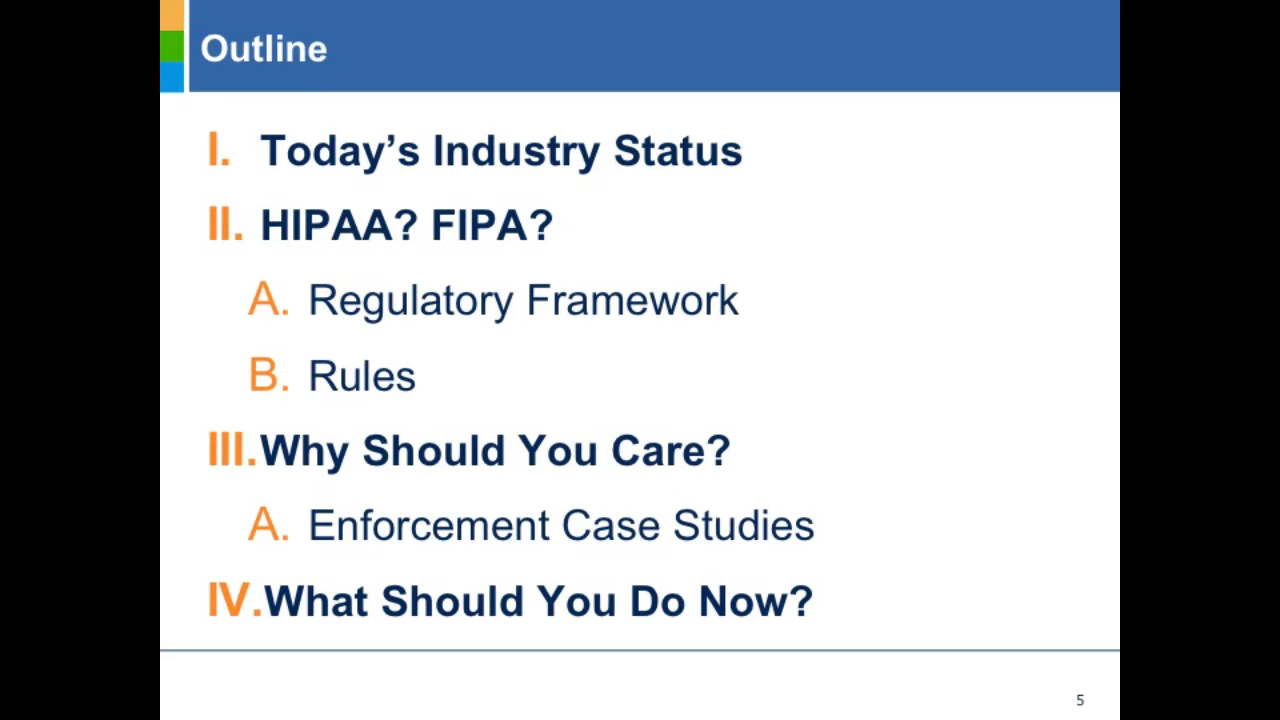 Outline
I. Today’s Industry Status
II. HIPAA? FIPA?
A. Regulatory Framework
B. Rules
III. Why Should You Care?
A. Enforcement Case Studies
IV. What Should You Do Now?
5